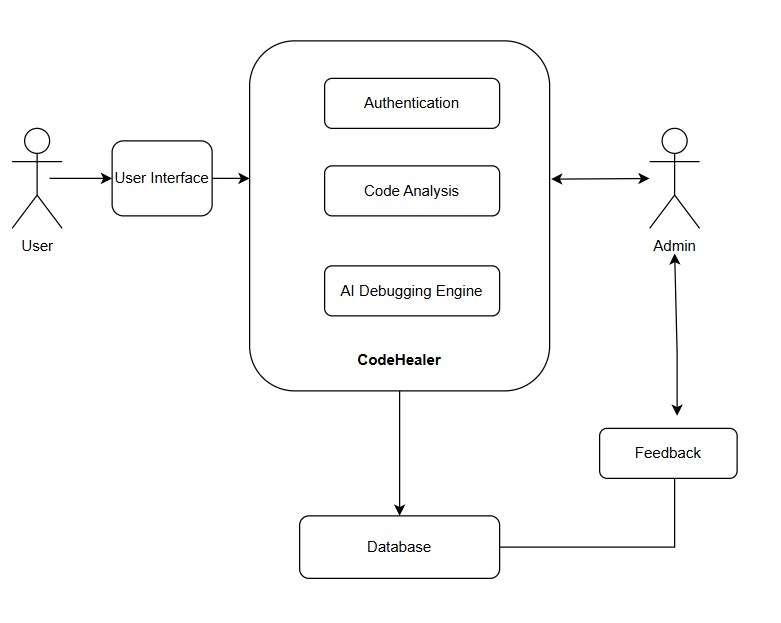 Authentication
User Interface
Code Analysis
User
Admin
AI Debugging Engine
CodeHealer
Feedback
Database